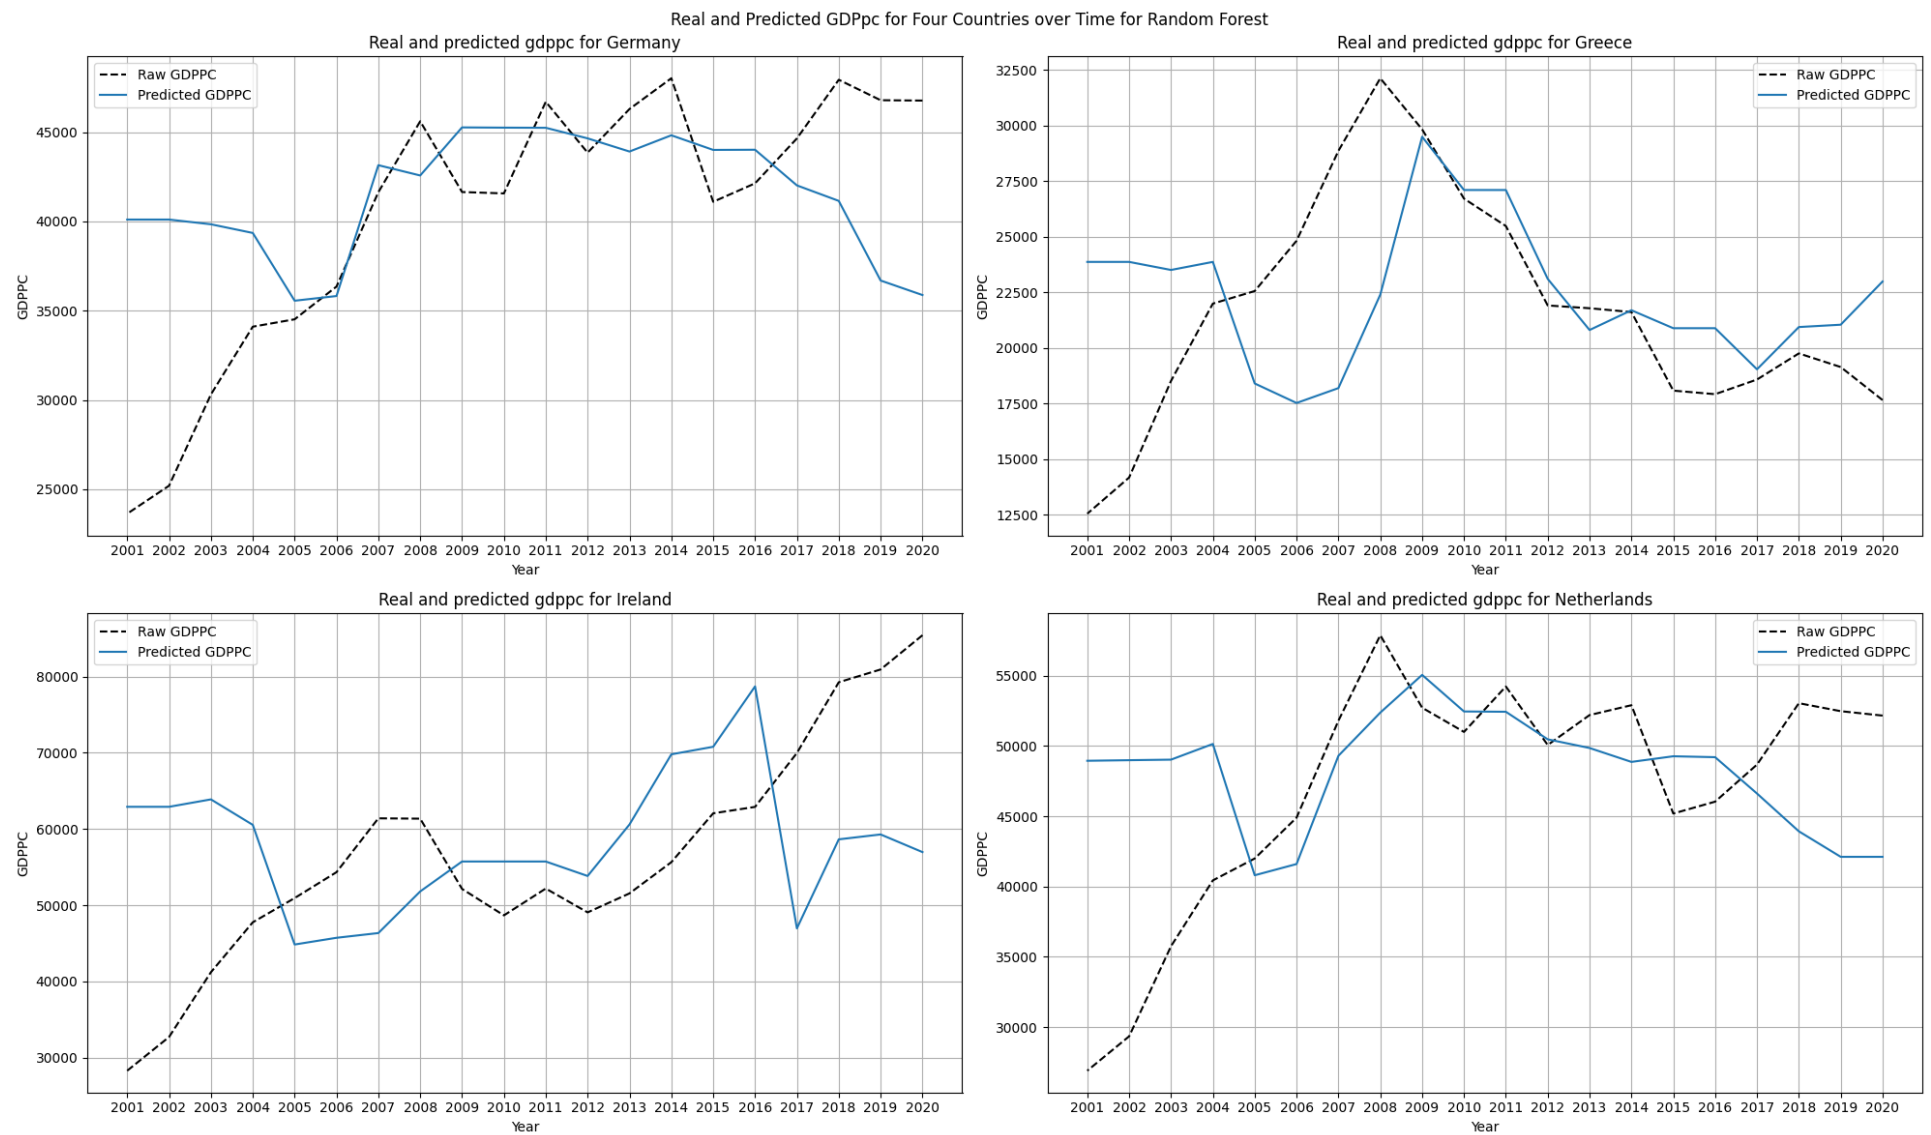 Real and Predicted GDPpc for Four Countries over Time for Random Forest
Real and predicted gdppc for Germany
Raw GDPPC
Predicted GDPPC
45000
40000
35000
30000
25000
GDPPC
2001 2002 2003 2004 2005 2006 2007 2008 2009 2010 2011 2012 2013 2014 2015 2016 2017 2018 2019 2020
Year
Real and predicted gdppc for Greece
Raw GDPPC
Predicted GDPPC
32500
30000
27500
25000
22500
20000
17500
15000
12500
GDPPC
2001 2002 2003 2004 2005 2006 2007 2008 2009 2010 2011 2012 2013 2014 2015 2016 2017 2018 2019 2020
Year
Real and predicted gdppc for Ireland
Raw GDPPC
Predicted GDPPC
80000
70000
60000
50000
40000
30000
GDPPC
2001 2002 2003 2004 2005 2006 2007 2008 2009 2010 2011 2012 2013 2014 2015 2016 2017 2018 2019 2020
Year
Real and predicted gdppc for Netherlands
Raw GDPPC
Predicted GDPPC
55000
50000
45000
40000
35000
30000
GDPPC
2001 2002 2003 2004 2005 2006 2007 2008 2009 2010 2011 2012 2013 2014 2015 2016 2017 2018 2019 2020
Year